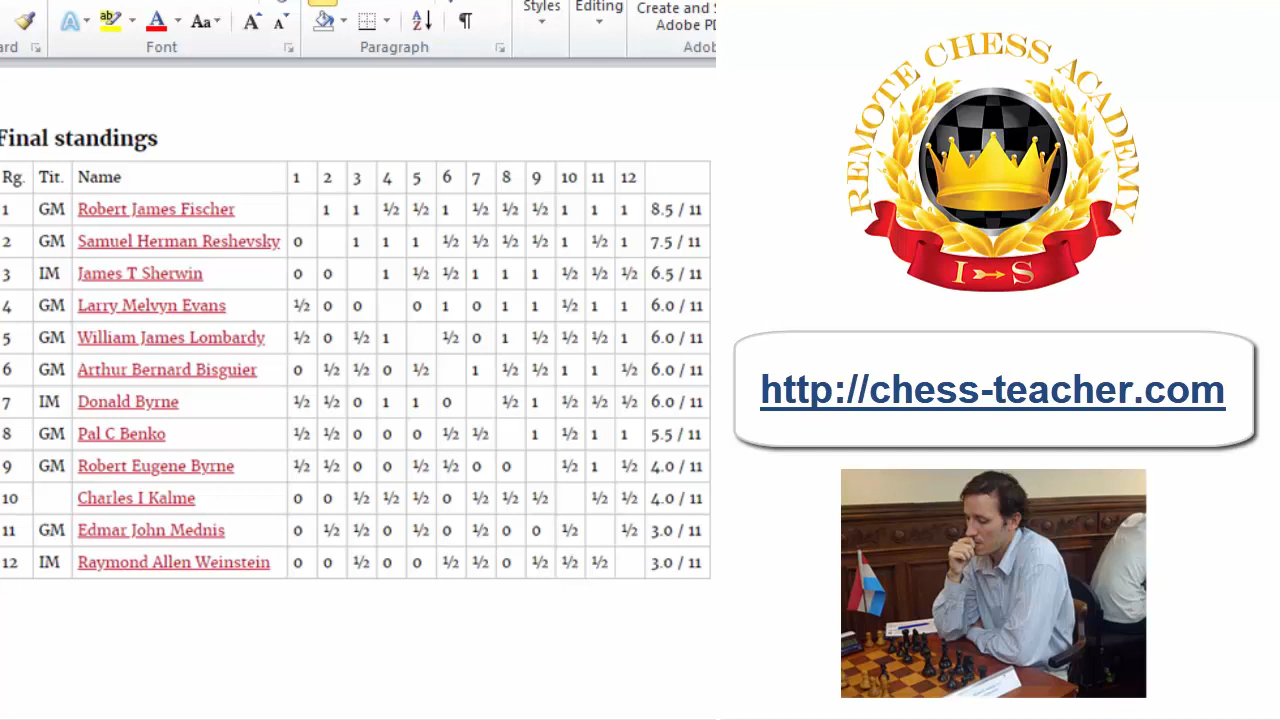 Styles
Editing
Create and S
Adobe PD
ab
A
A
Aa
A
A
A
Z
¶
ard
Font
Paragraph
Adob
REMOTE CHESS ACADEMY
I S
Final standings
Rg. Tit. Name 1 2 3 4 5 6 7 8 9 10 11 12
1 GM Robert James Fischer 1 1 ½ ½ 1 ½ ½ ½ 1 1 1 8.5 / 11
2 GM Samuel Herman Reshevsky 0 1 1 1 ½ ½ ½ ½ 1 ½ 1 7.5 / 11
3 IM James T Sherwin 0 0 1 ½ ½ 1 1 1 ½ ½ ½ 6.5 / 11
4 GM Larry Melvyn Evans ½ 0 0 0 1 0 1 1 ½ 1 1 6.0 / 11
5 GM William James Lombardy ½ 0 ½ 1 ½ 0 1 ½ ½ ½ 1 6.0 / 11
6 GM Arthur Bernard Bisguier 0 ½ ½ 0 ½ 1 ½ ½ 1 1 ½ 6.0 / 11
7 IM Donald Byrne ½ ½ 0 1 1 0 ½ 1 ½ ½ ½ 6.0 / 11
8 GM Pal C Benko ½ ½ 0 0 0 ½ ½ 1 ½ 1 1 5.5 / 11
9 GM Robert Eugene Byrne ½ ½ 0 0 ½ ½ 0 0 ½ 1 ½ 4.0 / 11
10 Charles I Kalme 0 0 ½ ½ ½ 0 ½ ½ ½ ½ ½ 4.0 / 11
11 GM Edmar John Mednis 0 ½ ½ 0 ½ 0 ½ 0 0 ½ ½ 3.0 / 11
12 IM Raymond Allen Weinstein 0 0 ½ 0 0 ½ ½ 0 ½ ½ ½ 3.0 / 11
http://chess-teacher.com